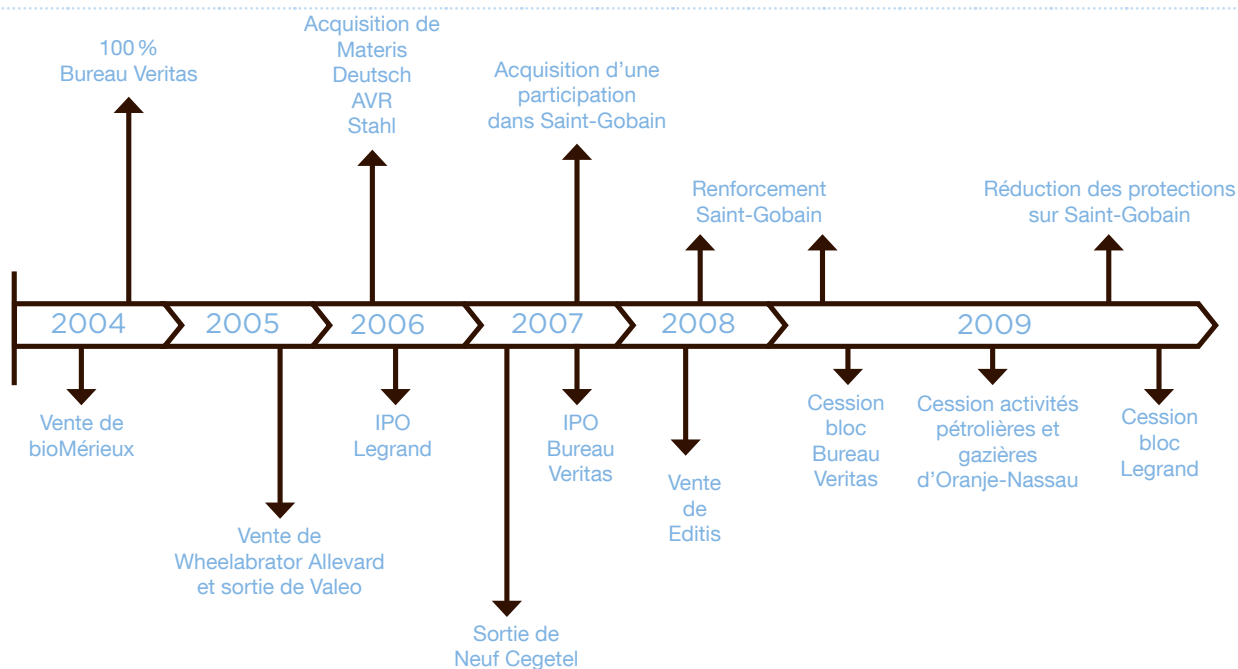 100 %
Bureau Veritas
Acquisition de
Materis
Deutsch
AVR
Stahl
Acquisition d’une
participation
dans Saint-Gobain
Renforcement
Saint-Gobain
Réduction des protections
sur Saint-Gobain
2004
2005
2006
2007
2008
2009
Vente de
bioMérieux
Vente de
Wheelabrator Allevard
et sortie de Valeo
IPO
Legrand
Sortie de
Neuf Cegetel
IPO
Bureau
Veritas
Vente
de
Editis
Cession
bloc
Bureau
Veritas
Cession activités
pétrolières et
gazières
d’Oranje-Nassau
Cession
bloc
Legrand